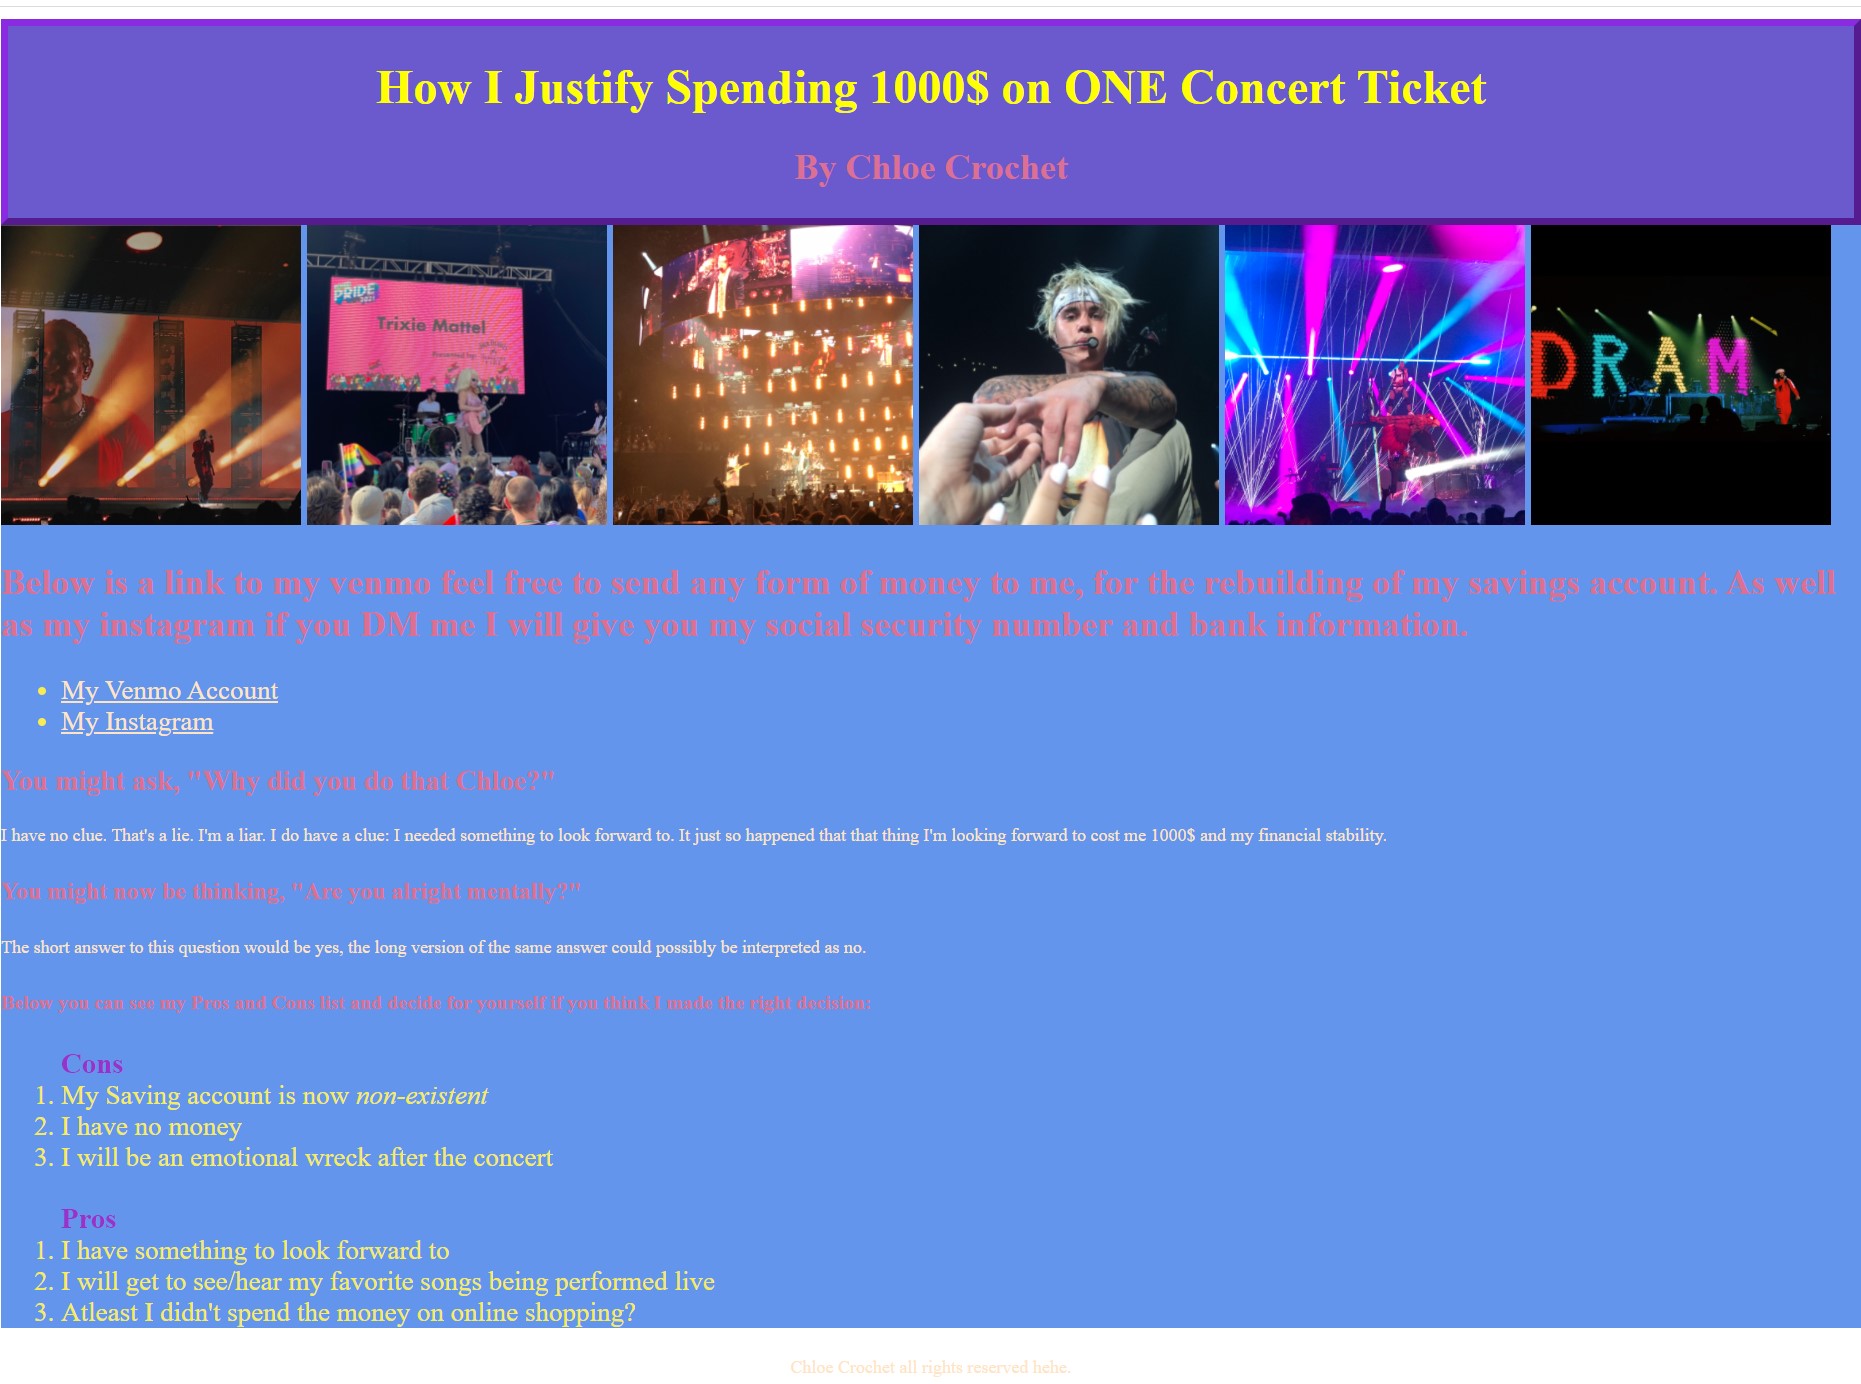 How I Justify Spending 1000$ on ONE Concert Ticket
By Chloe Crochet
PRIDE
2021
Trixie Mattel
Presented by:
DRAM
Below is a link to my venmo feel free to send any form of money to me, for the rebuilding of my savings account. As well
as my instagram if you DM me I will give you my social security number and bank information.
My Venmo Account
My Instagram
You might ask, "Why did you do that Chloe?"
I have no clue. That's a lie. I'm a liar. I do have a clue: I needed something to look forward to. It just so happened that that thing I'm looking forward to cost me 1000$ and my financial stability.
You might now be thinking, "Are you alright mentally?"
The short answer to this question would be yes, the long version of the same answer could possibly be interpreted as no.
Below you can see my Pros and Cons list and decide for yourself if you think I made the right decision:
Cons
1. My Saving account is now non-existent
2. I have no money
3. I will be an emotional wreck after the concert
Pros
1. I have something to look forward to
2. I will get to see/hear my favorite songs being performed live
3. Atleast I didn't spend the money on online shopping?
Chloe Crochet all rights reserved hehe.